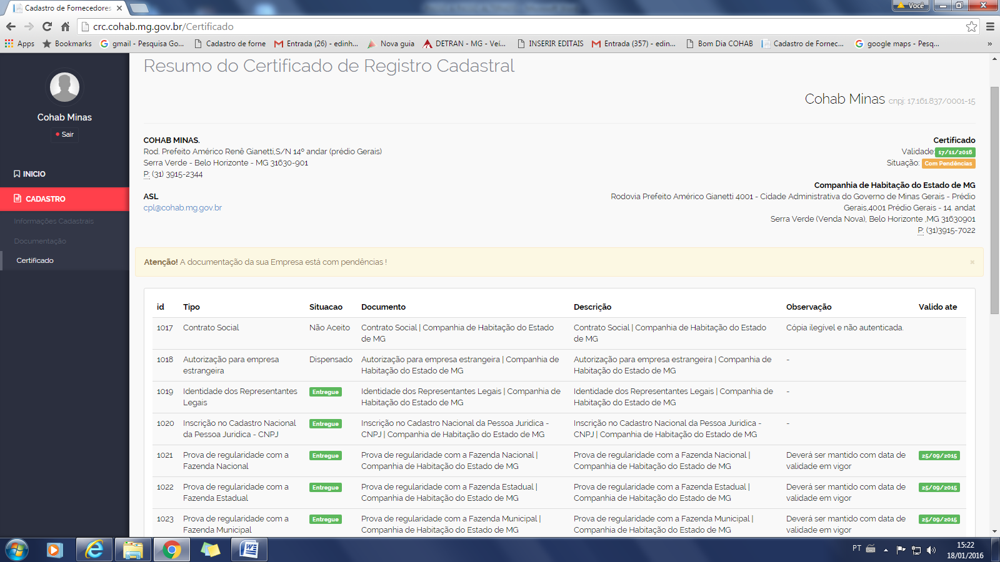 Cadastro de Fornecedores
Você
crc.cohab.mg.gov.br/Certificado
Apps
Bookmarks
gmail - Pesquisa Go...
Cadastro de forne
Entrada (26) - edinh...
Nova guia
DETRAN - MG - Veí...
INSERIR EDITAIS
Entrada (357) - edin...
Bom Dia COHAB
Cadastro de Fornec...
google maps - Pesq...
»
Cohab Minas
Sair
INICIO
CADASTRO
Informações Cadastrais
Documentação
Certificado
Resumo do Certificado de Registro Cadastral
Cohab Minas cnpj: 17.161.837/0001-15
COHAB MINAS.
Rod. Prefeito Américo Renê Gianetti,S/N 14º andar (prédio Gerais)
Serra Verde - Belo Horizonte - MG 31630-901
P: (31) 3915-2344
ASL
cpl@cohab.mg.gov.br
Certificado
Validade:17/11/2016
Situação: Com Pendências
Companhia de Habitação do Estado de MG
Rodovia Prefeito Américo Gianetti 4001 - Cidade Administrativa do Governo de Minas Gerais - Prédio
Gerais,4001 Prédio Gerais - 14. andat
Serra Verde (Venda Nova), Belo Horizonte ,MG 31630901
P: (31)3915-7022
Atenção! A documentação da sua Empresa está com pendências !
×
id Tipo Situacao Documento Descrição Observação Valido ate
1017 Contrato Social Não Aceito Contrato Social | Companhia de Habitação do Estado Contrato Social | Companhia de Habitação do Estado Cópia ilegível e não autenticada.
de MG de MG
1018 Autorização para empresa Dispensado Autorização para empresa estrangeira | Companhia de Autorização para empresa estrangeira | Companhia de -
estrangeira Habitação do Estado de MG Habitação do Estado de MG
1019 Identidade dos Representantes Entregue Identidade dos Representantes Legais | Companhia de Identidade dos Representantes Legais | Companhia de -
Legais Habitação do Estado de MG Habitação do Estado de MG
1020 Inscrição no Cadastro Nacional Entregue Inscrição no Cadastro Nacional da Pessoa Juridica - Inscrição no Cadastro Nacional da Pessoa Juridica - -
da Pessoa Juridica - CNPJ CNPJ | Companhia de Habitação do Estado de MG CNPJ | Companhia de Habitação do Estado de MG
1021 Prova de regularidade com a Entregue Prova de regularidade com a Fazenda Nacional | Prova de regularidade com a Fazenda Nacional | Deverá ser mantido com data de 25/09/2015
Fazenda Nacional Companhia de Habitação do Estado de MG Companhia de Habitação do Estado de MG validade em vigor
1022 Prova de regularidade com a Entregue Prova de regularidade com a Fazenda Estadual | Prova de regularidade com a Fazenda Estadual | Deverá ser mantido com data de 25/09/2015
Fazenda Estadual Companhia de Habitação do Estado de MG Companhia de Habitação do Estado de MG validade em vigor
1023 Prova de regularidade com a Entregue Prova de regularidade com a Fazenda Municipal | Prova de regularidade com a Fazenda Municipal | Deverá ser mantido com data de 25/09/2015
Fazenda Municipal Companhia de Habitação do Estado de MG Companhia de Habitação do Estado de MG validade em vigor
PT
15:22
18/01/2016